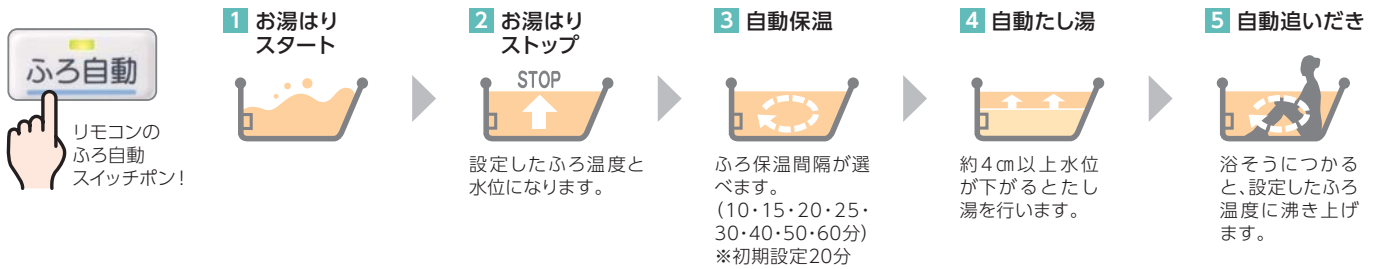 ふろ自動
リモコンの
ふろ自動
スイッチポン!
1 お湯はり
スタート
2 お湯はり
ストップ
STOP
設定したふろ温度と
水位になります。
3 自動保温
ふろ保温間隔が選
べます。
(10・15・20・25・
30・40・50・60分)
※初期設定20分
4 自動たし湯
約4㎝以上水位
が下がるとたし
湯を行います。
5 自動追いだき
浴そうにつかる
と、設定したふろ
温度に沸き上げ
ます。